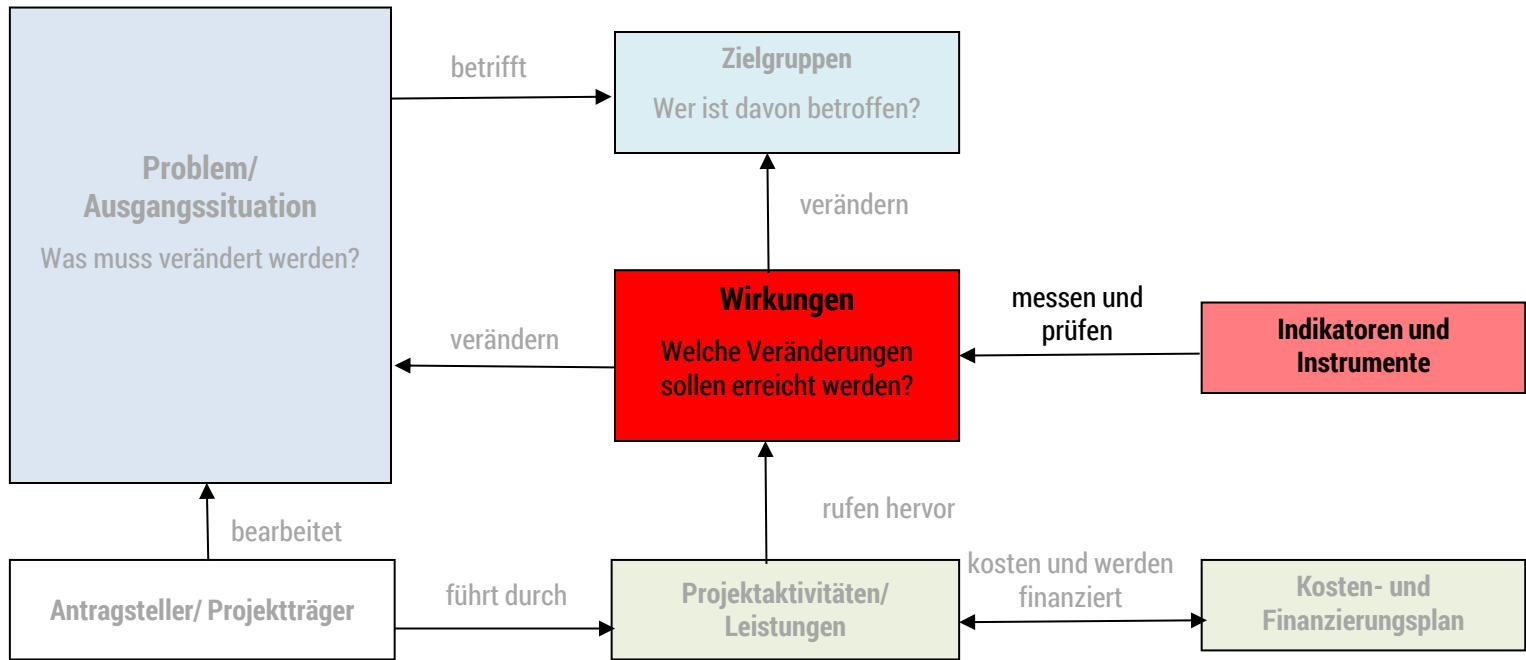 betrifft
Zielgruppen
Wer ist davon betroffen?
Problem/
Ausgangssituation
Was muss verändert werden?
verändern
verändern
Wirkungen
Welche Veränderungen
sollen erreicht werden?
messen und
prüfen
Indikatoren und
Instrumente
rufen hervor
bearbeitet
Antragsteller/ Projektträger
führt durch
Projektaktivitäten/
Leistungen
kosten und werden
finanziert
Kosten- und
Finanzierungsplan